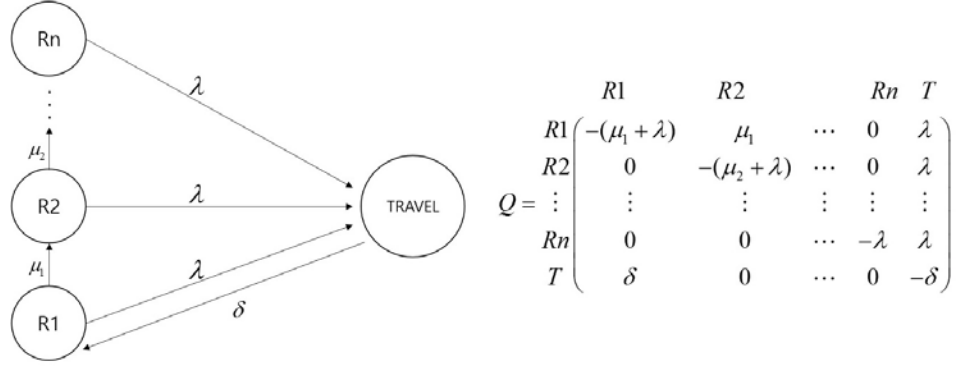 Rn
λ
μ₂
R2
λ
TRAVEL
μ₁
λ
R1
δ
R1 R2 Rn T
R1 −(μ₁ + λ) μ₁ ⋯ 0 λ
R2 0 −(μ₂ + λ) ⋯ 0 λ
Q = ⋮ ⋮ ⋮ ⋮ ⋮ ⋮
Rn 0 0 ⋯ −λ λ
T δ 0 ⋯ 0 −δ